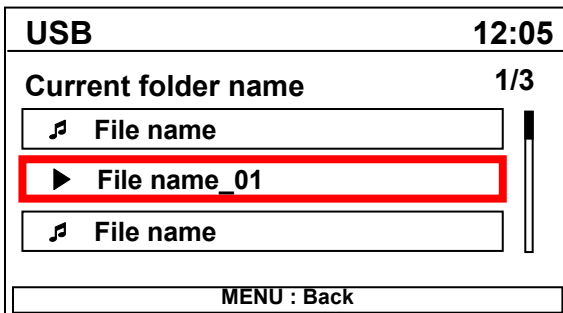 USB 12:05
Current folder name 1/3
File name
File name_01
File name
MENU : Back